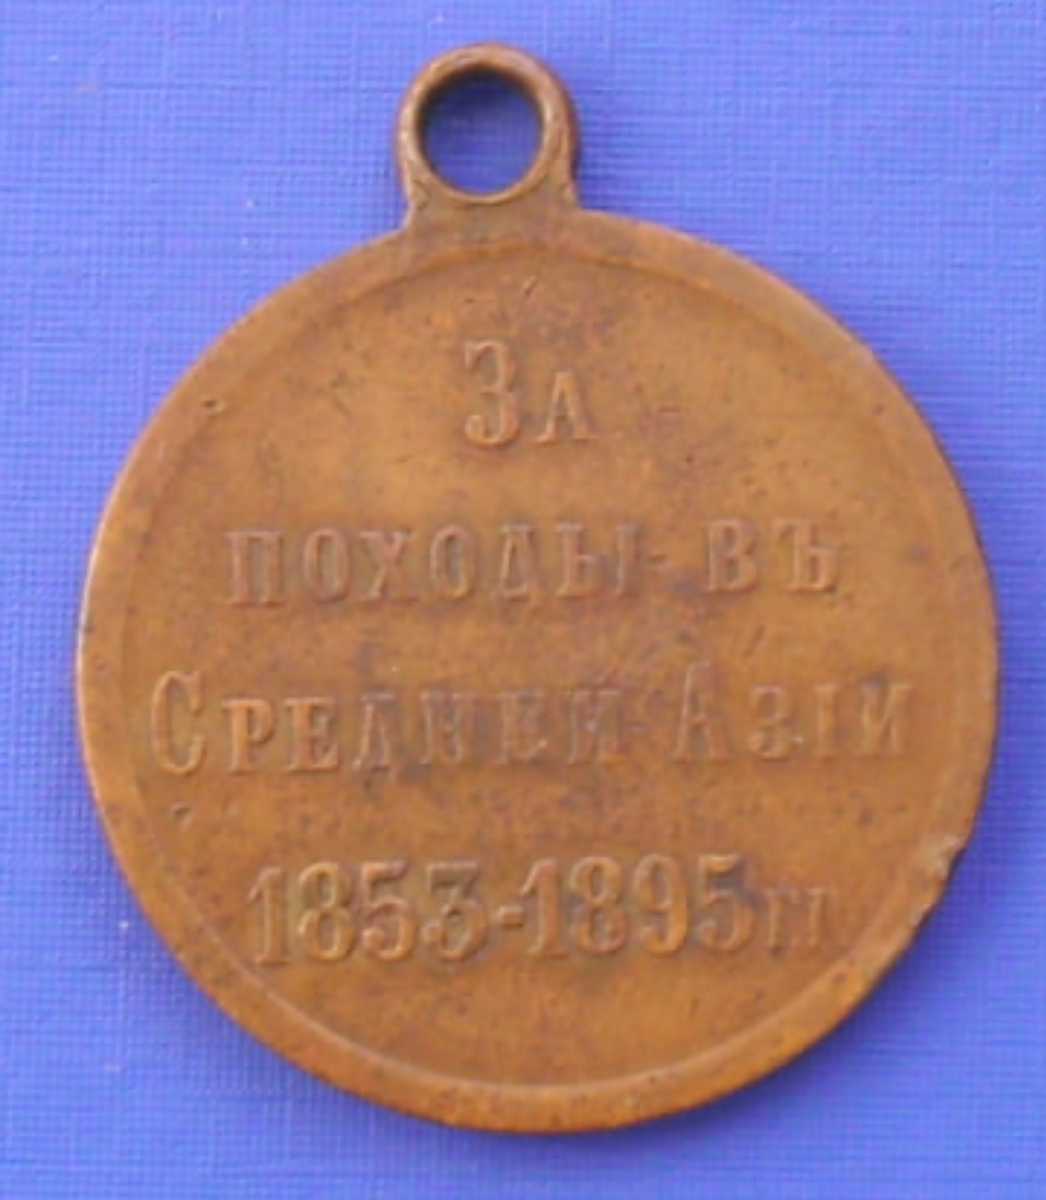 За
походы въ
Средней Азіи
1853-1895 гг